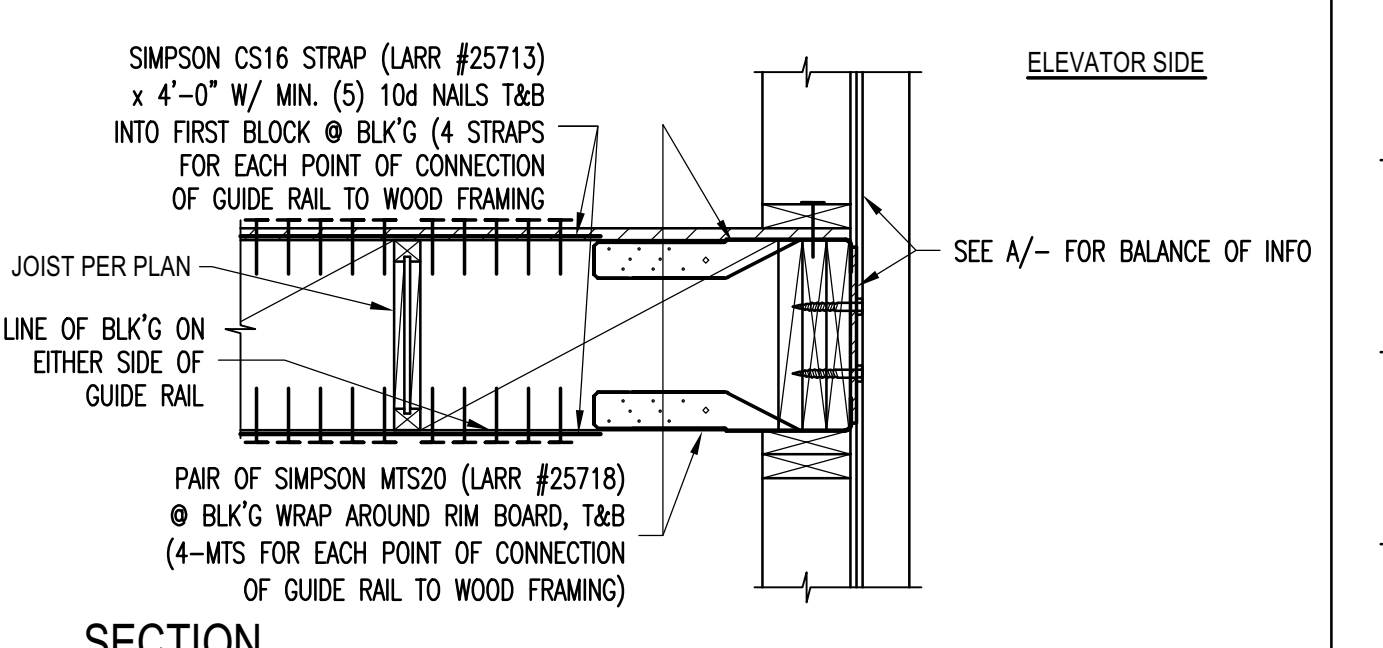 SIMPSON CS16 STRAP (LARR #25713)
x 4'-0" W/ MIN. (5) 10d NAILS T&B
INTO FIRST BLOCK @ BLK'G (4 STRAPS
FOR EACH POINT OF CONNECTION
OF GUIDE RAIL TO WOOD FRAMING
ELEVATOR SIDE
JOIST PER PLAN
SEE A/- FOR BALANCE OF INFO
LINE OF BLK'G ON
EITHER SIDE OF
GUIDE RAIL
PAIR OF SIMPSON MTS20 (LARR #25718)
@ BLK'G WRAP AROUND RIM BOARD, T&B
(4-MTS FOR EACH POINT OF CONNECTION
OF GUIDE RAIL TO WOOD FRAMING)
SECTION